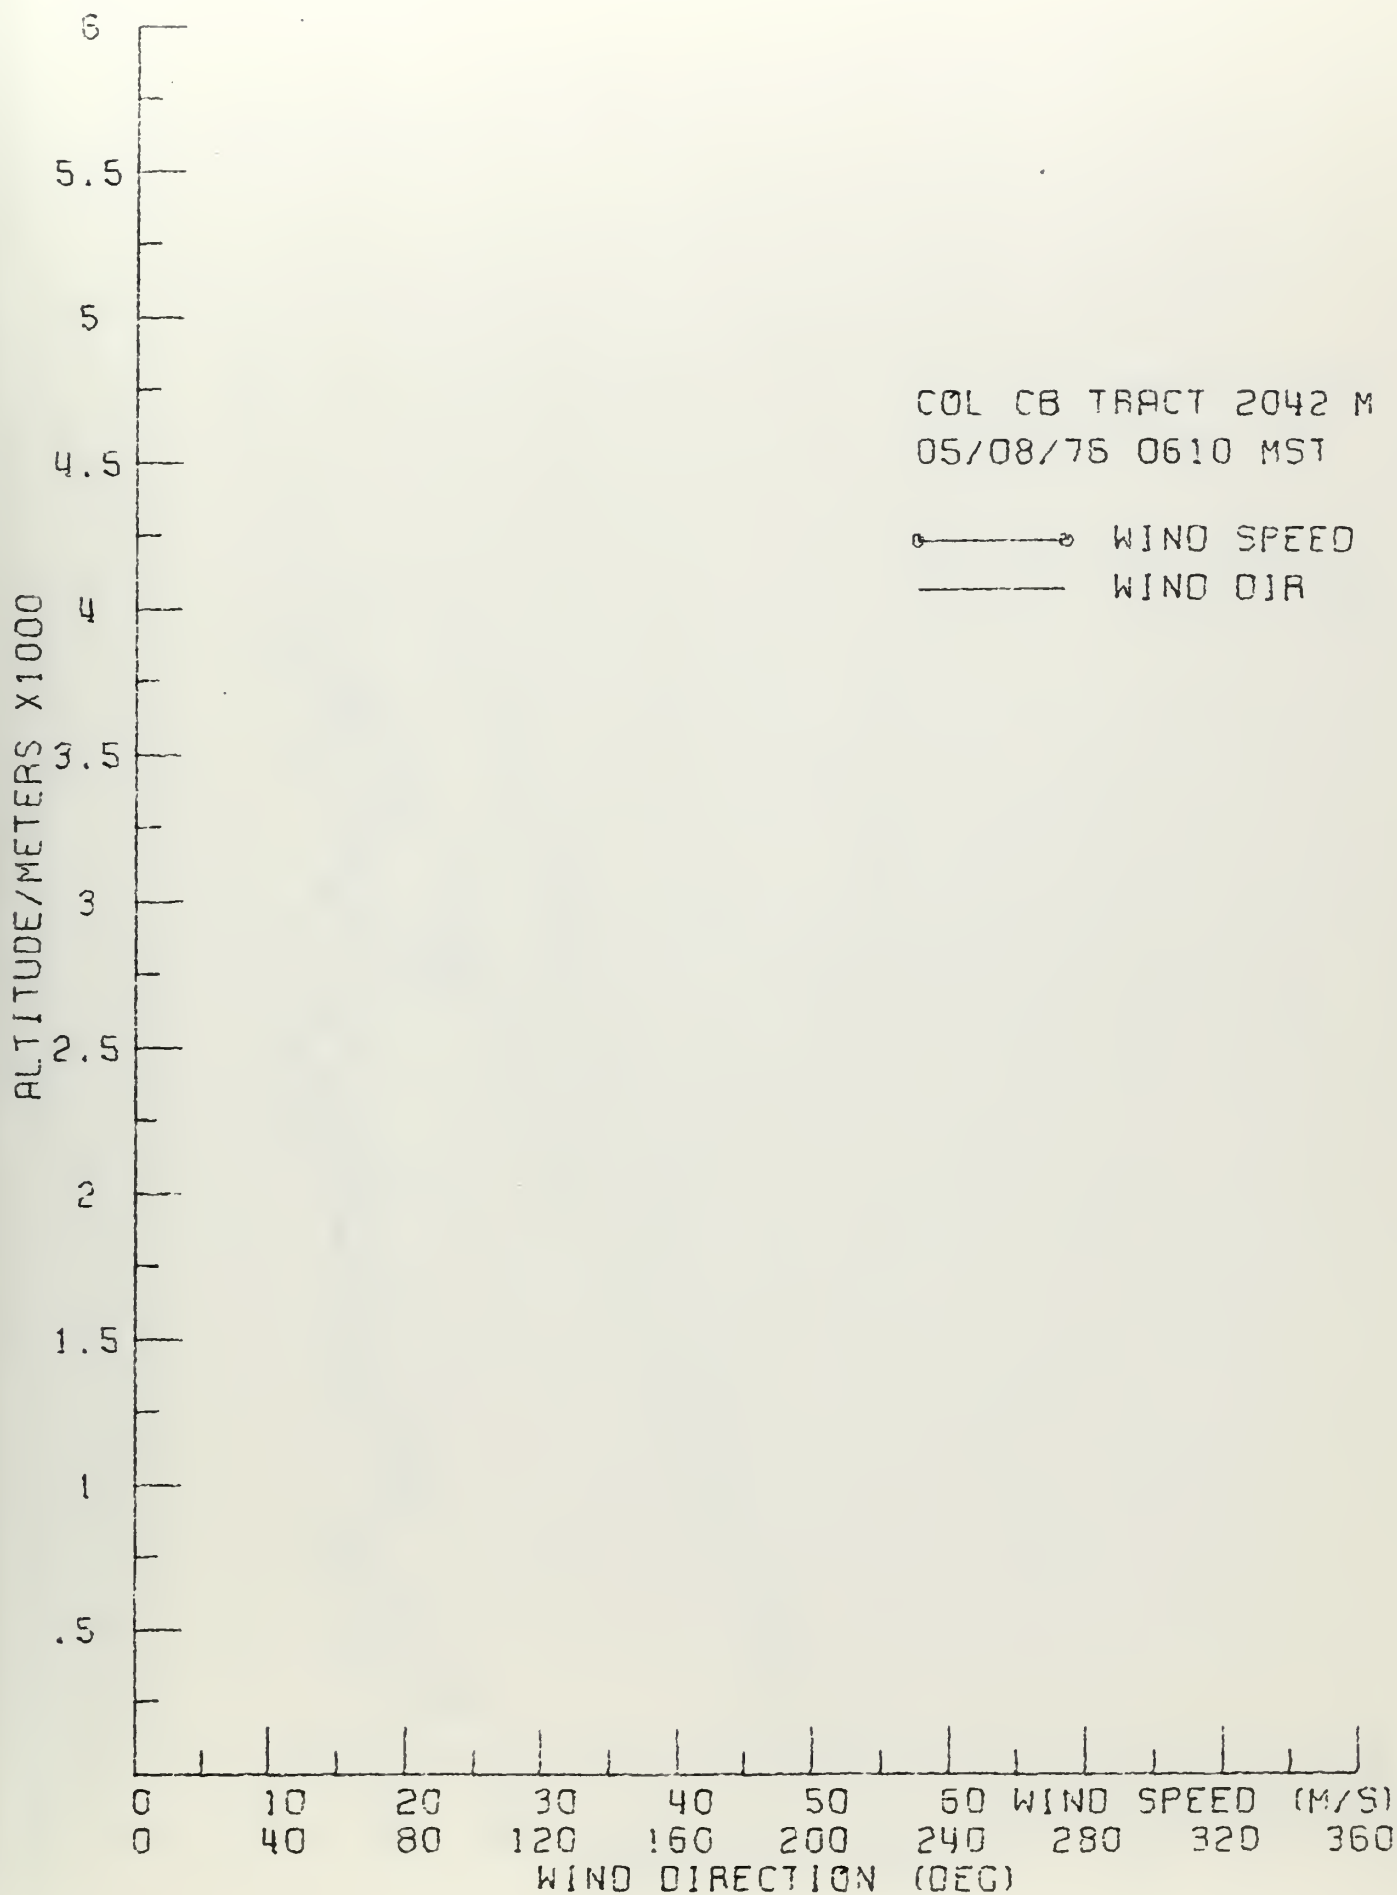 6
5.5
5
COL CB TRACT 2042 M
05/08/76 0610 MST
4.5
WIND SPEED
WIND DIR
4
ALTITUDE/METERS X1000
3.5
3
2.5
2
1.5
1
.5
0 10 20 30 40 50 60 WIND SPEED (M/S)
0 40 80 120 160 200 240 280 320 360
WIND DIRECTION (DEG)